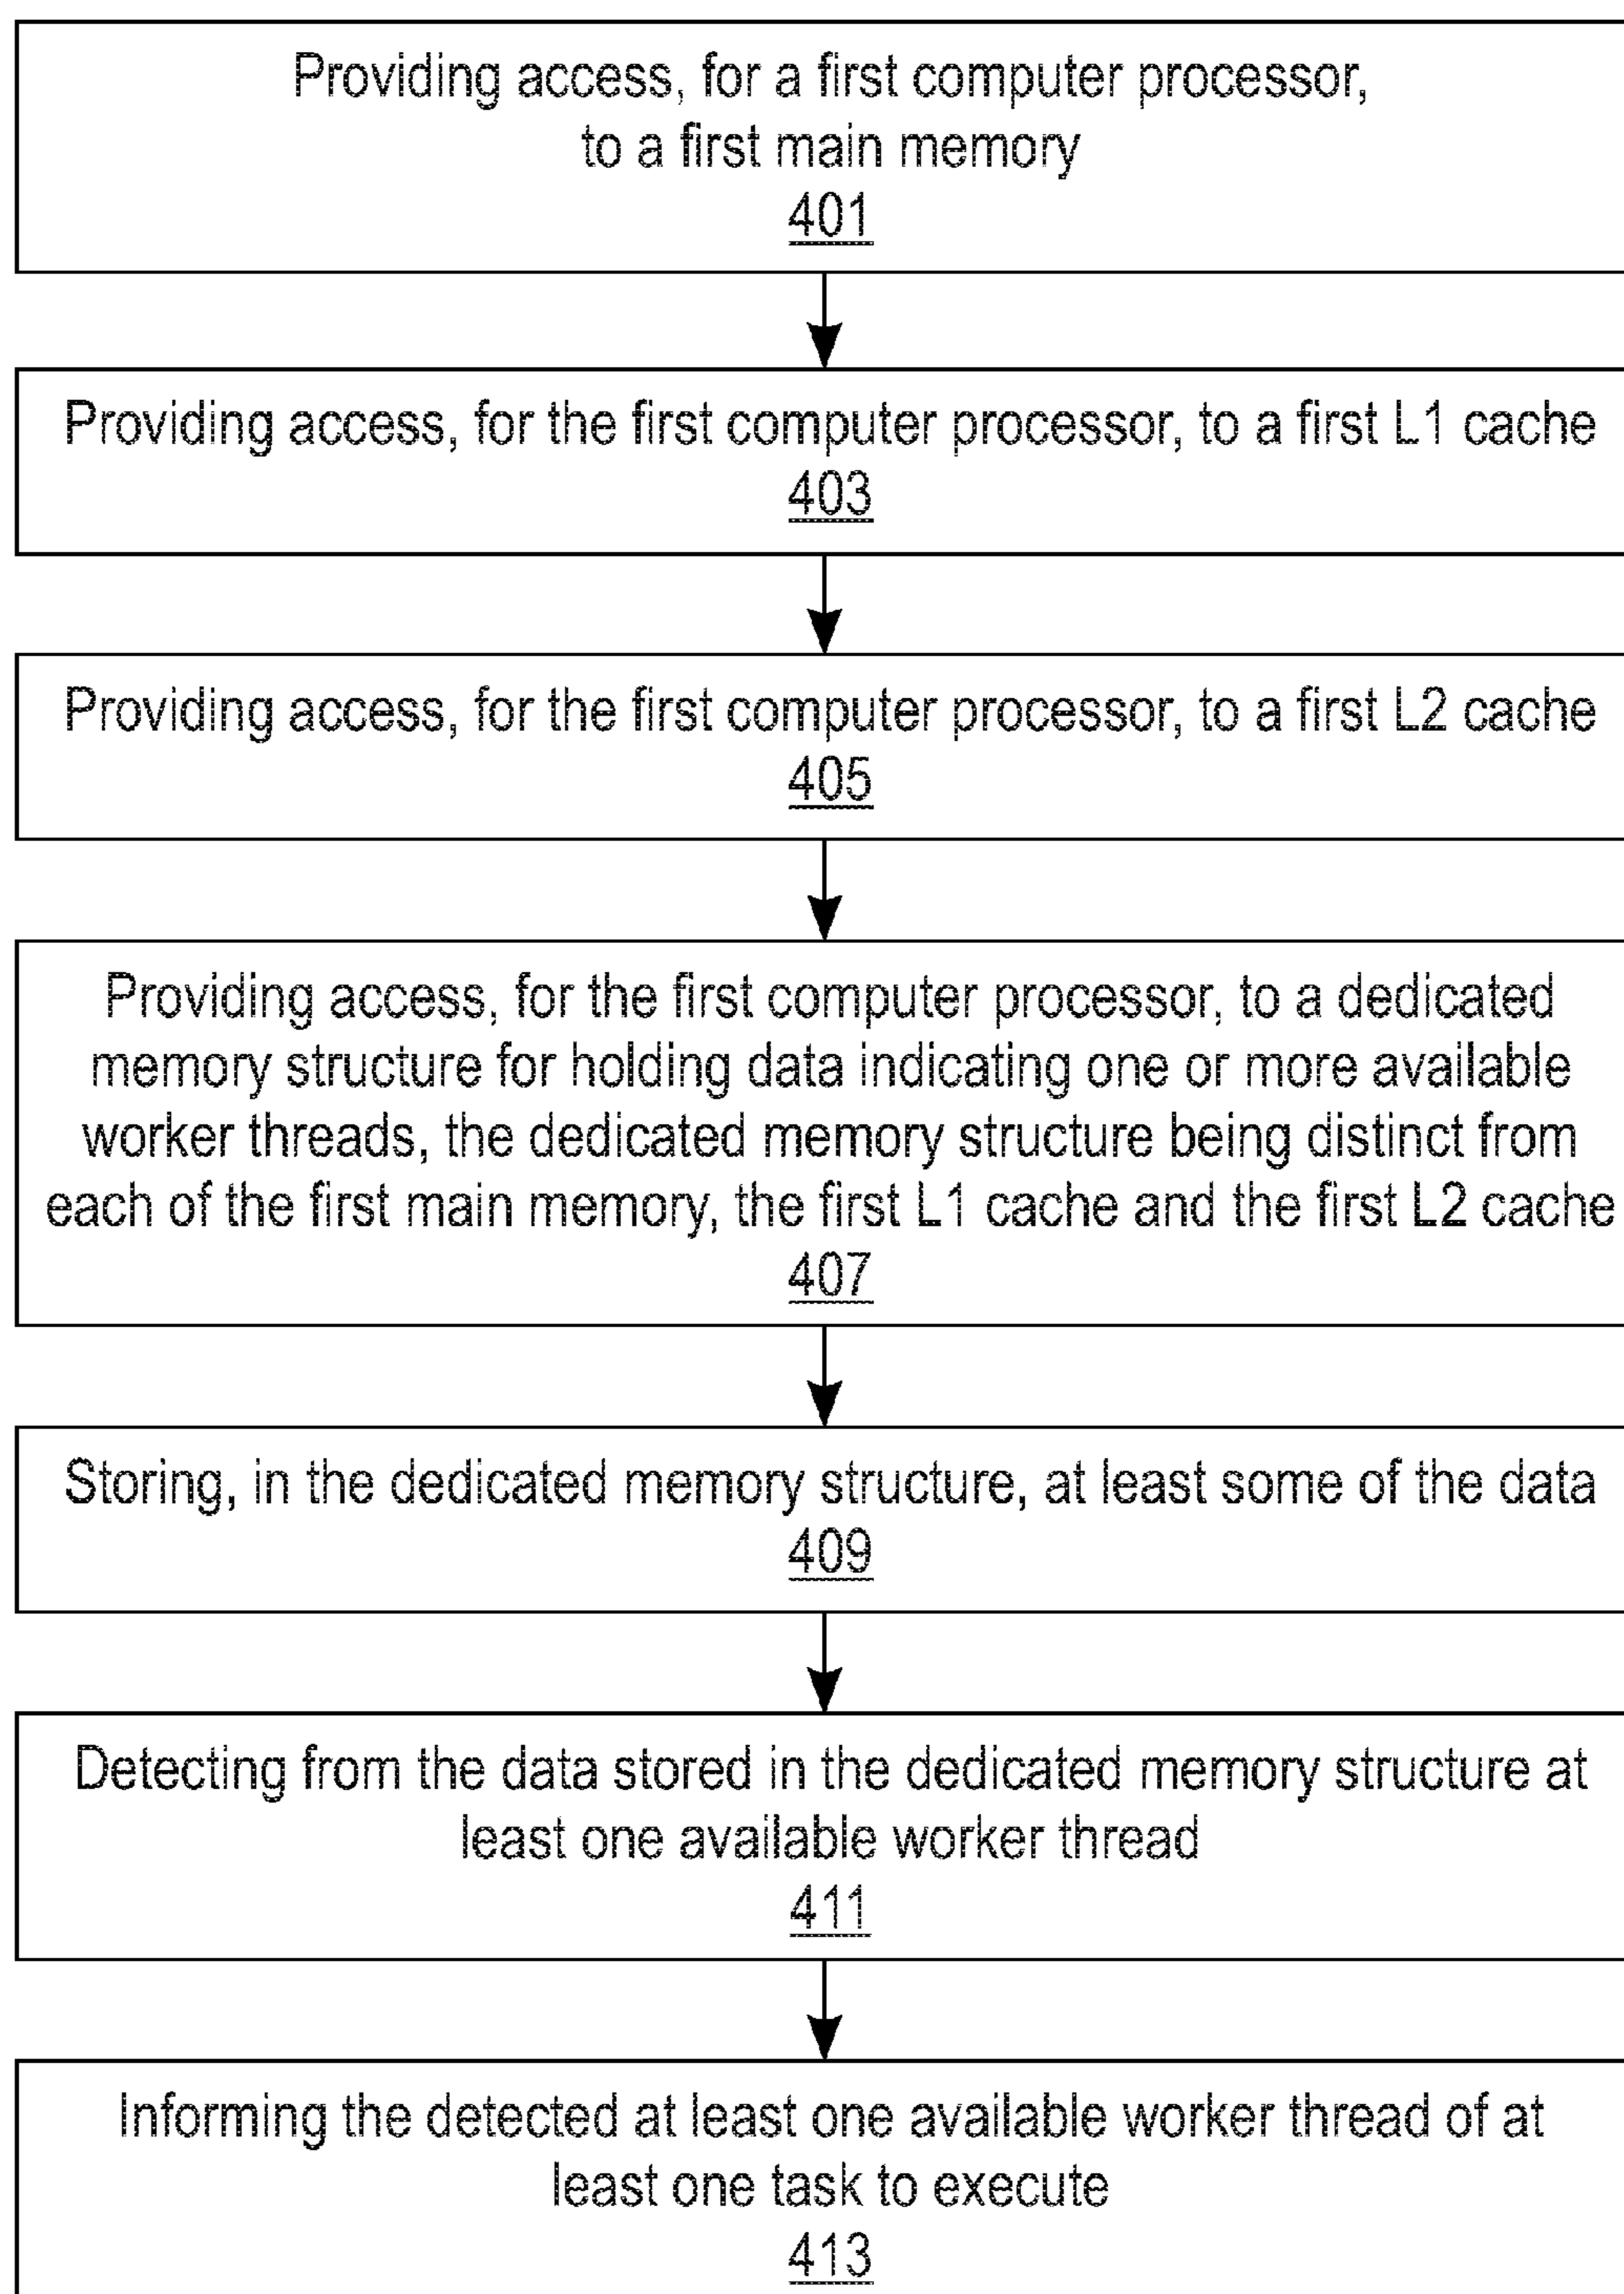 Providing access, for a first computer processor,
to a first main memory
401
Providing access, for the first computer processor, to a first L1 cache
403
Providing access, for the first computer processor, to a first L2 cache
405
Providing access, for the first computer processor, to a dedicated
memory structure for holding data indicating one or more available
worker threads, the dedicated memory structure being distinct from
each of the first main memory, the first L1 cache and the first L2 cache
407
Storing, in the dedicated memory structure, at least some of the data
409
Detecting from the data stored in the dedicated memory structure at
least one available worker thread
411
Informing the detected at least one available worker thread of at
least one task to execute
413